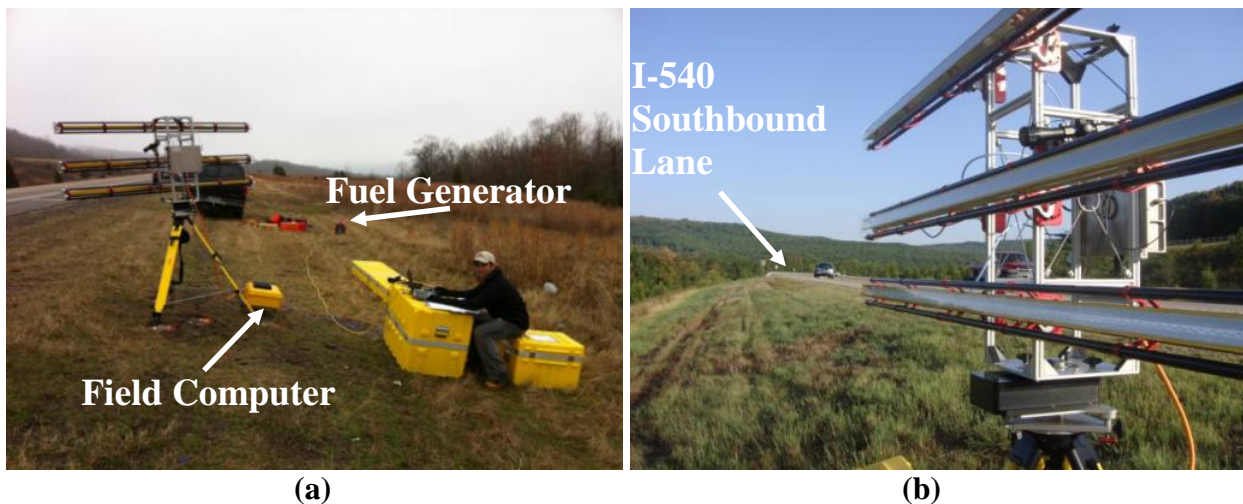 Fuel Generator
Field Computer
I-540
Southbound
Lane
(a)
(b)